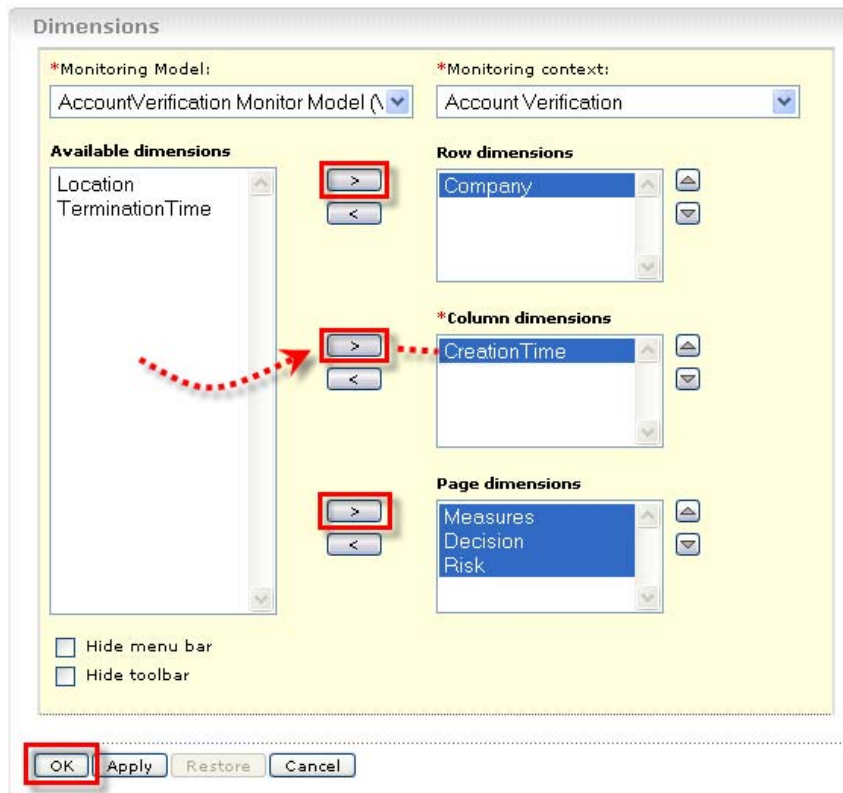 Dimensions
*Monitoring Model:
*Monitoring context:
AccountVerification Monitor Model (\
Account Verification
Available dimensions
Location
TerminationTime
>
<
Row dimensions
Company
>
<
*Column dimensions
CreationTime
>
<
Page dimensions
Measures
Decision
Risk
Hide menu bar
Hide toolbar
OK
Apply
Restore
Cancel